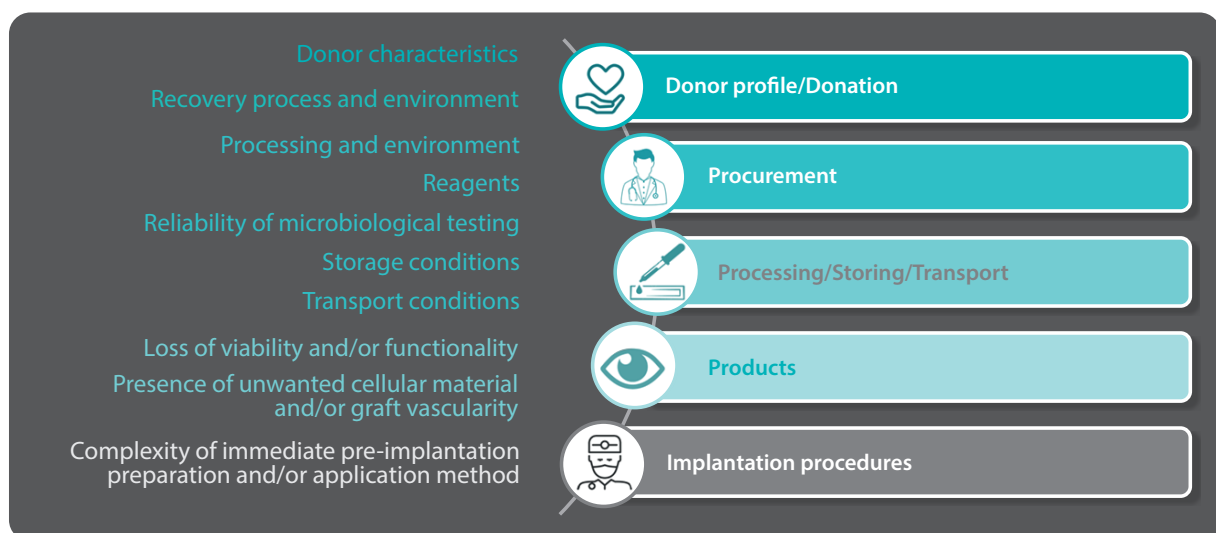 Donor characteristics
Recovery process and environment
Processing and environment
Reagents
Reliability of microbiological testing
Storage conditions
Transport conditions
Loss of viability and/or functionality
Presence of unwanted cellular material
and/or graft vascularity
Complexity of immediate pre-implantation
preparation and/or application method
Donor profile/Donation
Procurement
Processing/Storing/Transport
Products
Implantation procedures